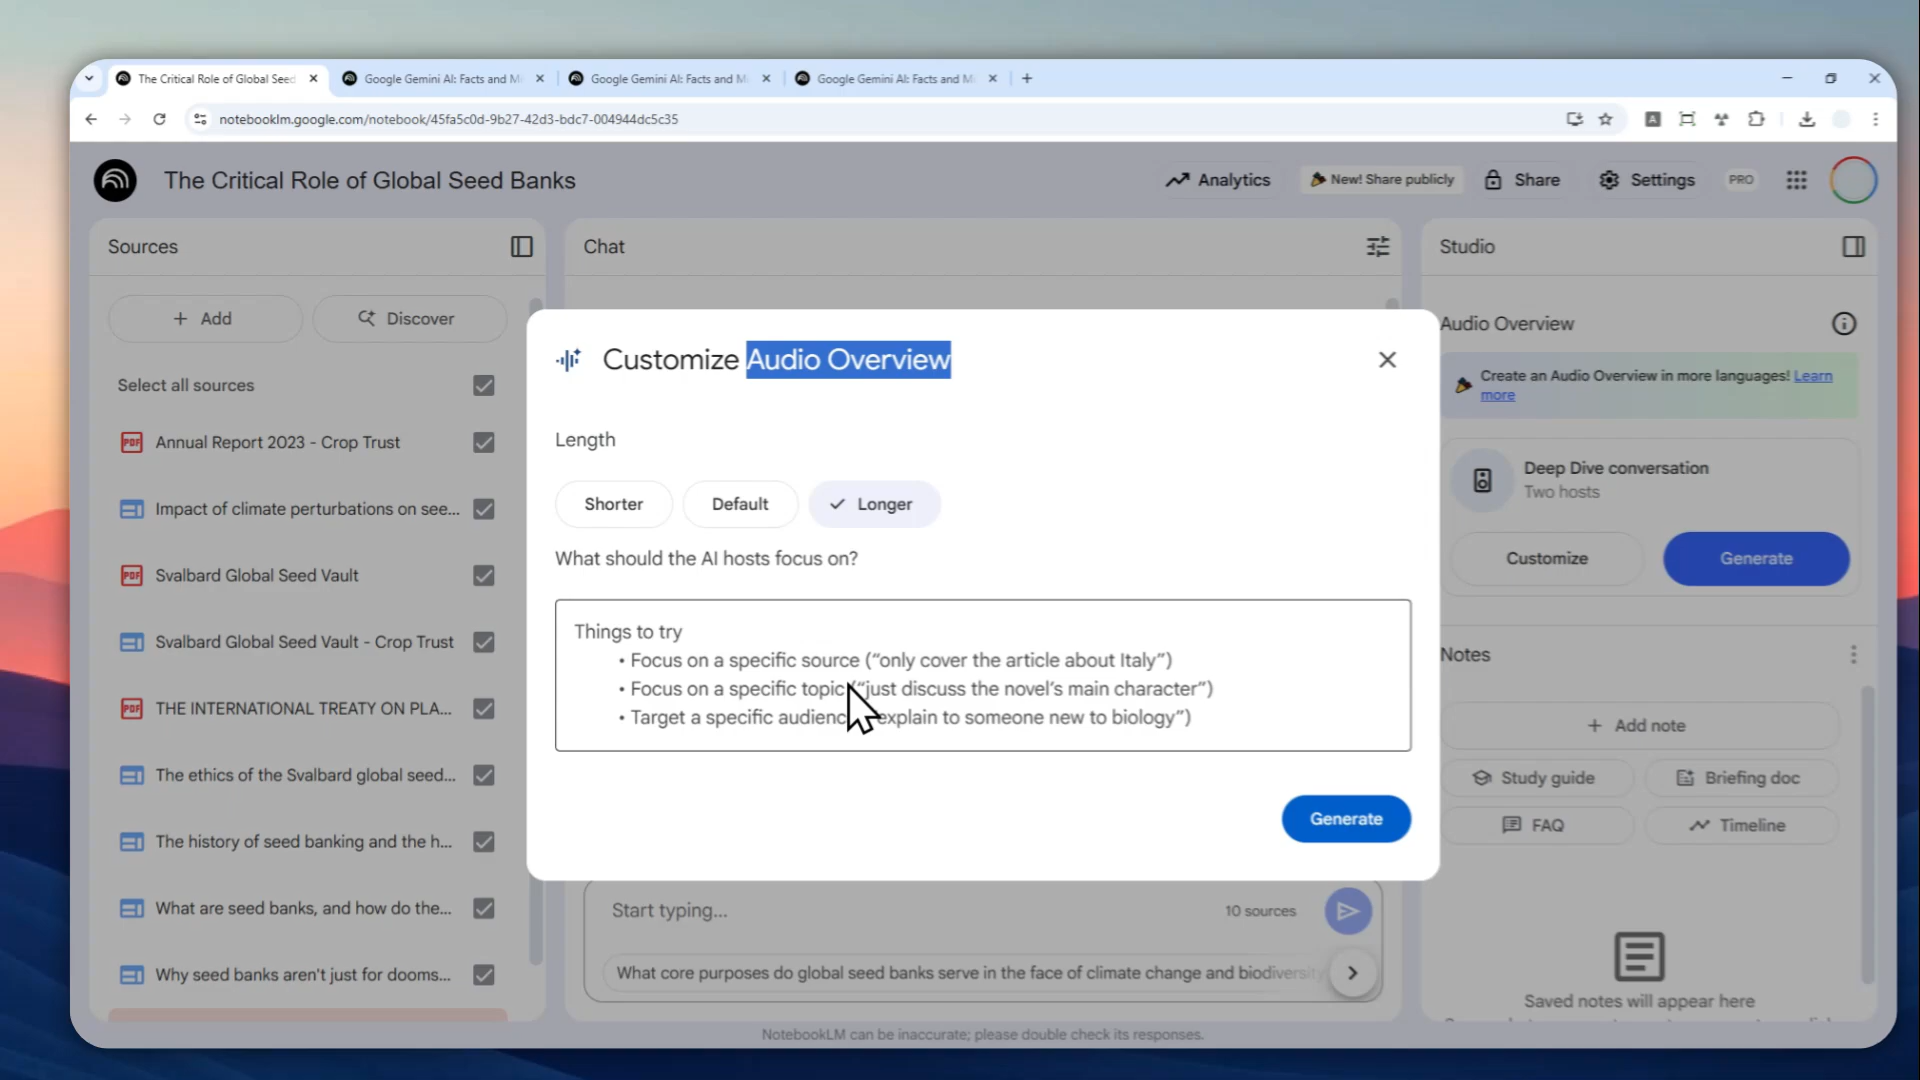 The Critical Role of Global Seed
Google Gemini AI: Facts and M
Google Gemini AI: Facts and M
Google Gemini AI: Facts and M
notebooklm.google.com/notebook/45fa5c0d-9b27-42d3-bdc7-004944dc5c35
The Critical Role of Global Seed Banks
Analytics
New! Share publicly
Share
Settings
PRO
Sources
+ Add
Discover
Select all sources
PDF Annual Report 2023 - Crop Trust
Impact of climate perturbations on see...
PDF Svalbard Global Seed Vault
Svalbard Global Seed Vault - Crop Trust
PDF THE INTERNATIONAL TREATY ON PLA...
The ethics of the Svalbard global seed...
The history of seed banking and the h...
What are seed banks, and how do the...
Why seed banks aren't just for dooms...
Chat
Customize Audio Overview
Length
Shorter
Default
Longer
What should the AI hosts focus on?
Things to try
• Focus on a specific source (“only cover the article about Italy”)
• Focus on a specific topic (“just discuss the novel’s main character”)
• Target a specific audienc explain to someone new to biology”)
Generate
Start typing...
10 sources
What core purposes do global seed banks serve in the face of climate change and biodiversity
NotebookLM can be inaccurate; please double check its responses.
Studio
Audio Overview
Create an Audio Overview in more languages! Learn
more
Deep Dive conversation
Two hosts
Customize
Generate
Notes
+ Add note
Study guide
Briefing doc
FAQ
Timeline
Saved notes will appear here